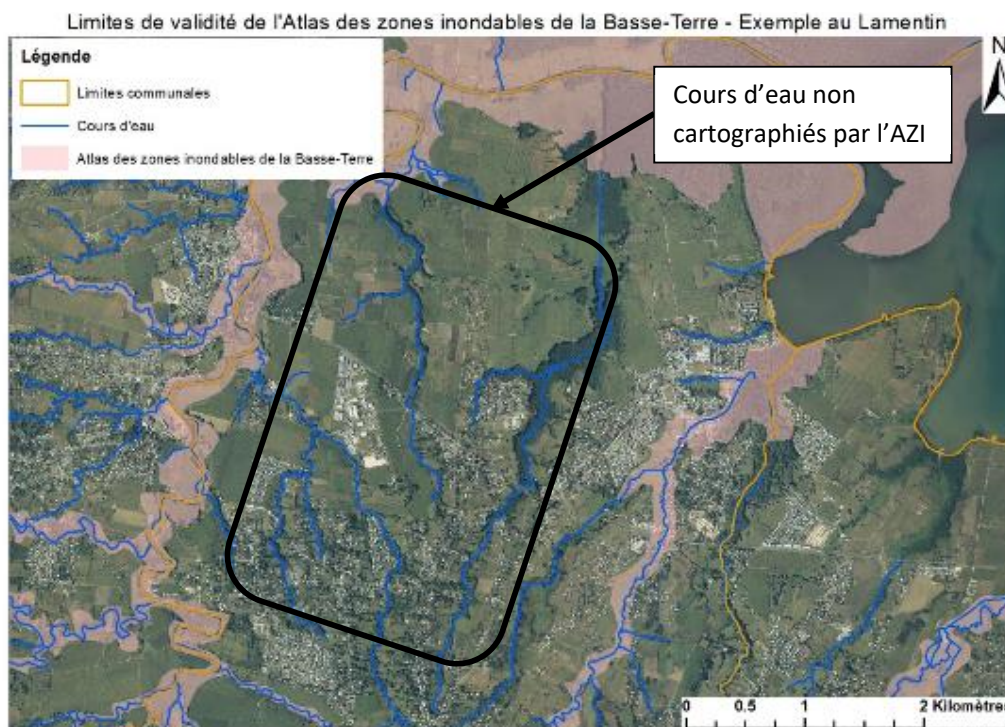 Limites de validité de l'Atlas des zones inondables de la Basse-Terre - Exemple au Lamentin
N
Légende
Limites communales
Cours d'eau
Atlas des zones inondables de la Basse-Terre
Cours d’eau non
cartographiés par l’AZI
0 0.5 1 2 Kilomètre